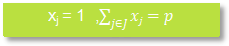 xⱼ = 1 ,∑ⱼ∈J xⱼ = p